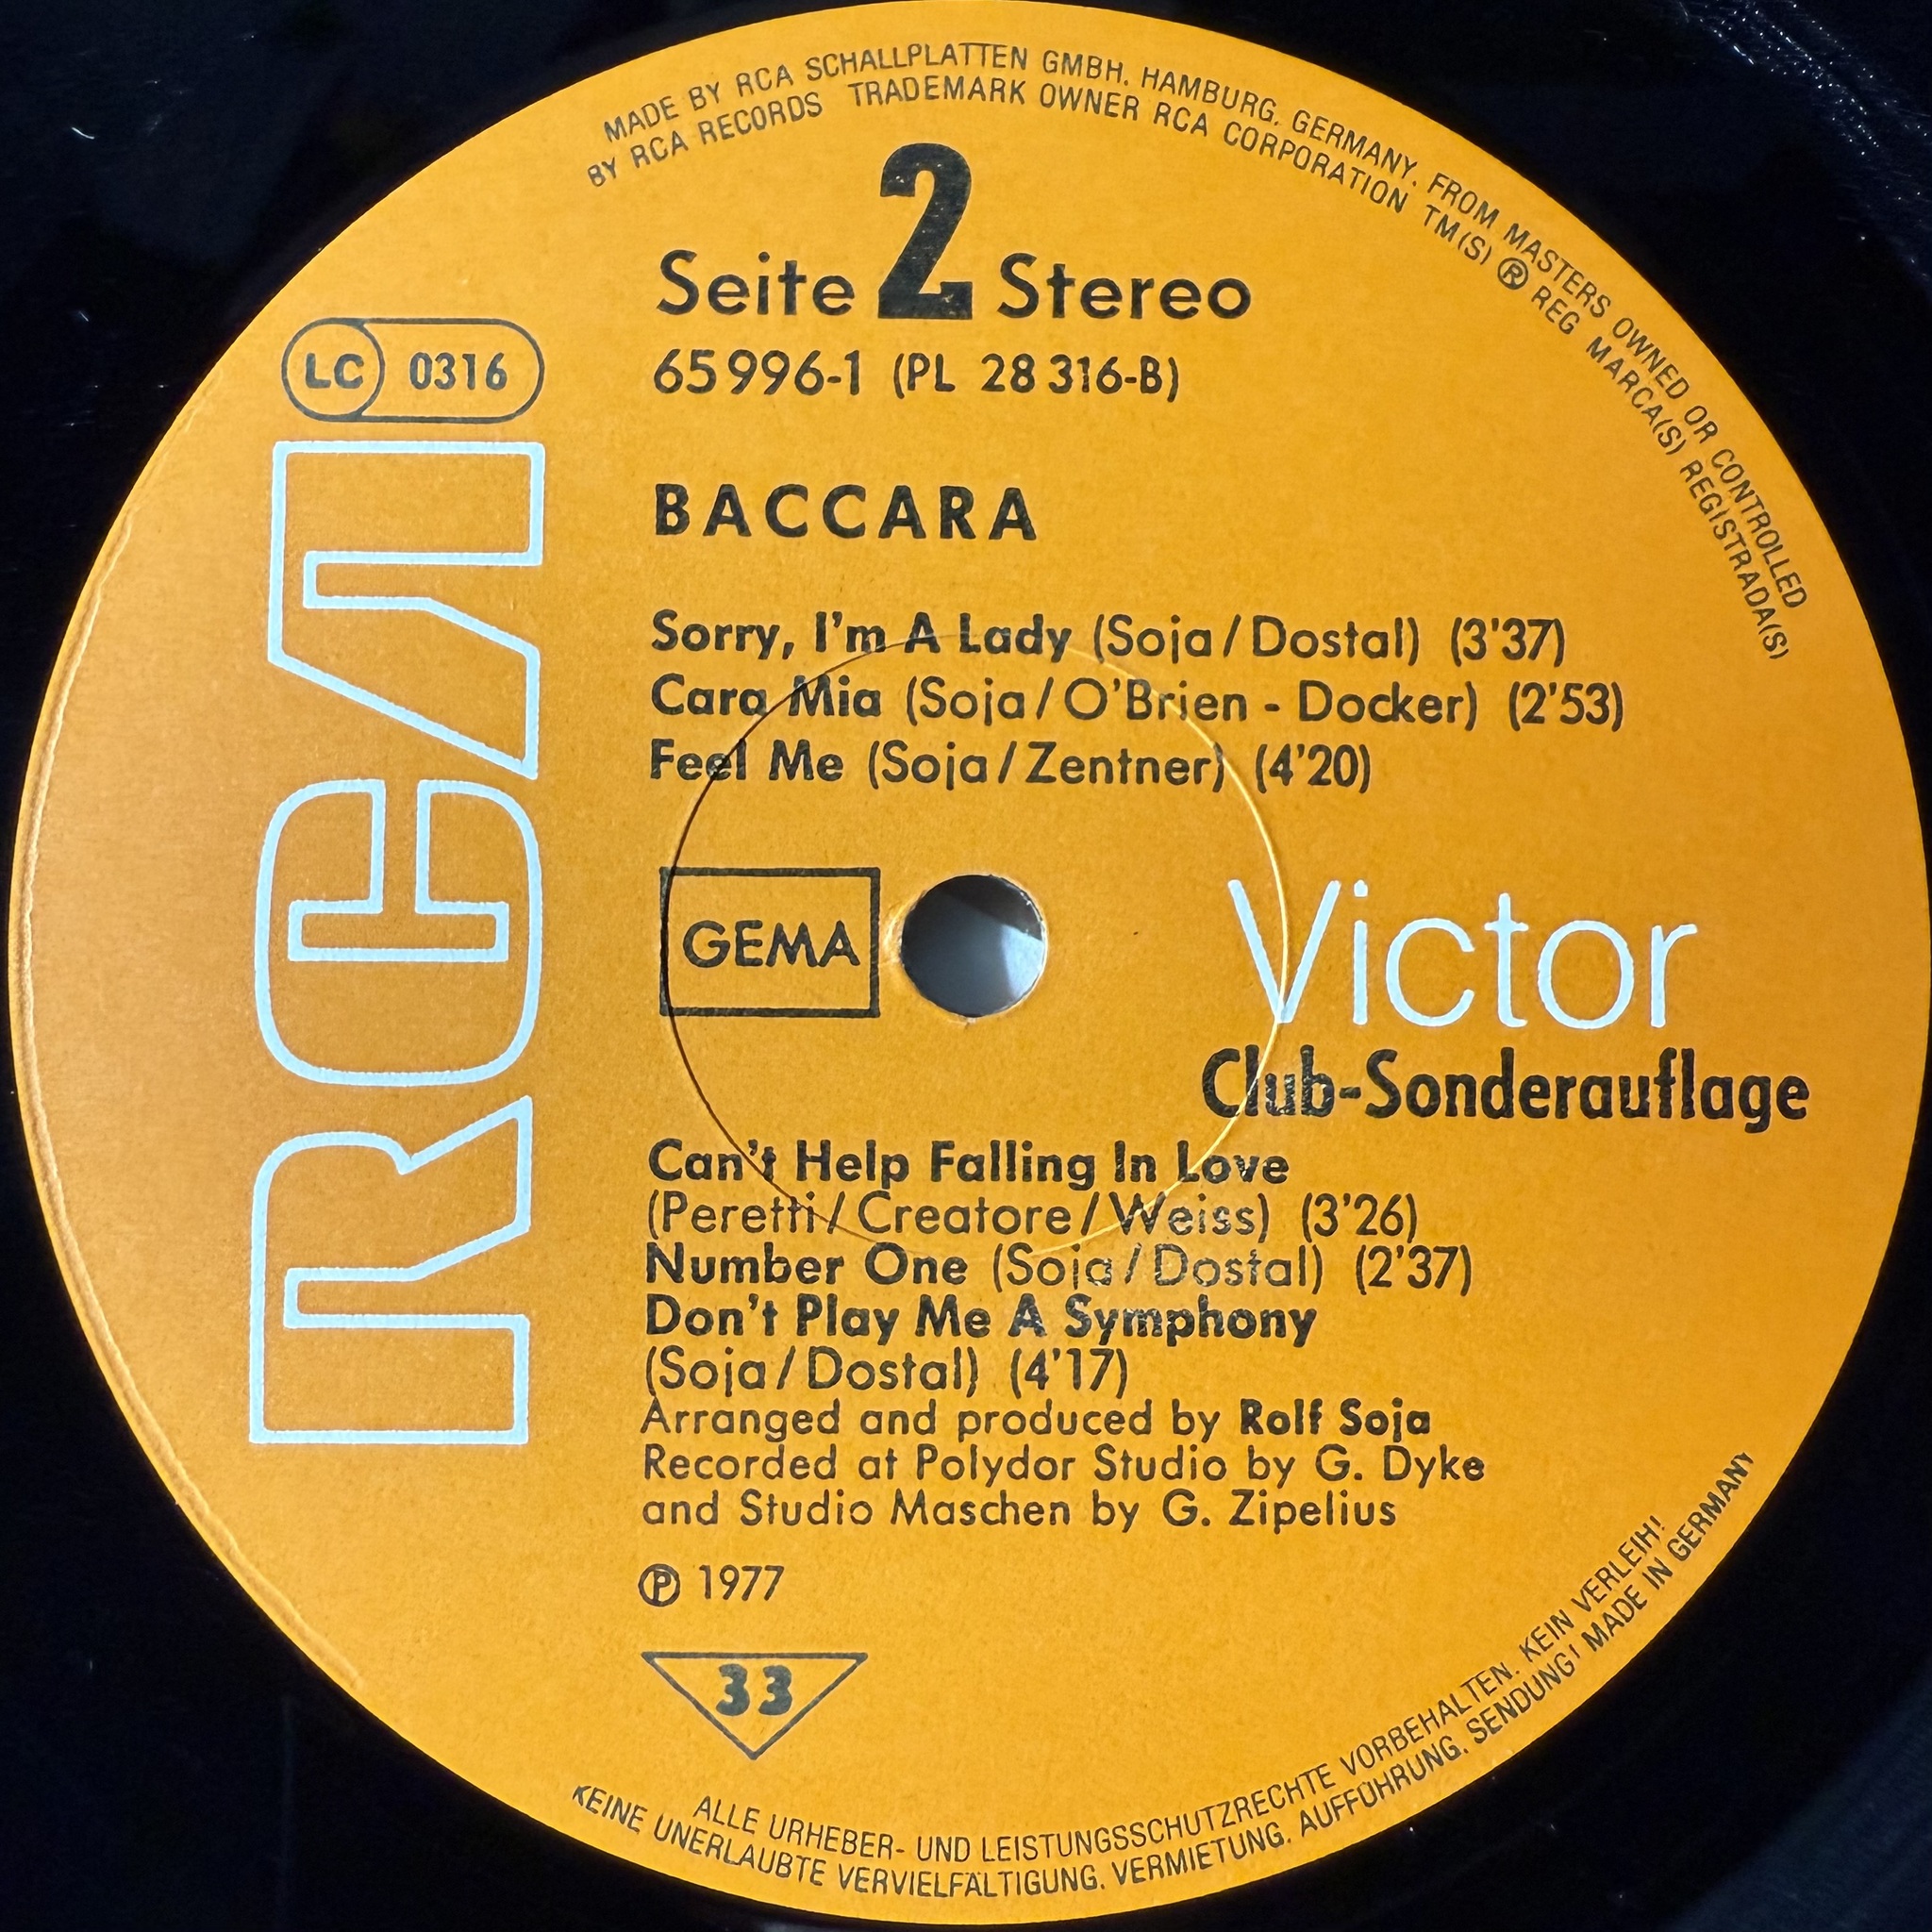 MADE BY RCA SCHALLPLATTEN GMBH. HAMBURG. GERMANY. FROM MASTERS OWNED OR CONTROLLED
BY RCA RECORDS TRADEMARK OWNER RCA CORPORATION TM(S) ® REG MARCA(S) REGISTRADA(S)
Seite 2 Stereo
LC 0316
65996-1 (PL 28316-B)
RCA
BACCARA
Sorry, I'm A Lady (Soja/Dostal) (3'37)
Cara Mia (Soja/O'Brien - Docker) (2'53)
Feel Me (Soja/Zentner) (4'20)
GEMA
Victor
Club-Sonderauflage
Can't Help Falling In Love
(Peretti/Creatore/Weiss) (3'26)
Number One (Soja/Dostal) (2'37)
Don't Play Me A Symphony
(Soja/Dostal) (4'17)
Arranged and produced by Rolf Soja
Recorded at Polydor Studio by G. Dyke
and Studio Maschen by G. Zipelius
℗ 1977
33
ALLE URHEBER- UND LEISTUNGSSCHUTZRECHTE VORBEHALTEN. KEIN VERLEIH!
KEINE UNERLAUBTE VERVIELFÄLTIGUNG. VERMIETUNG. AUFFÜHRUNG. SENDUNG! MADE IN GERMANY